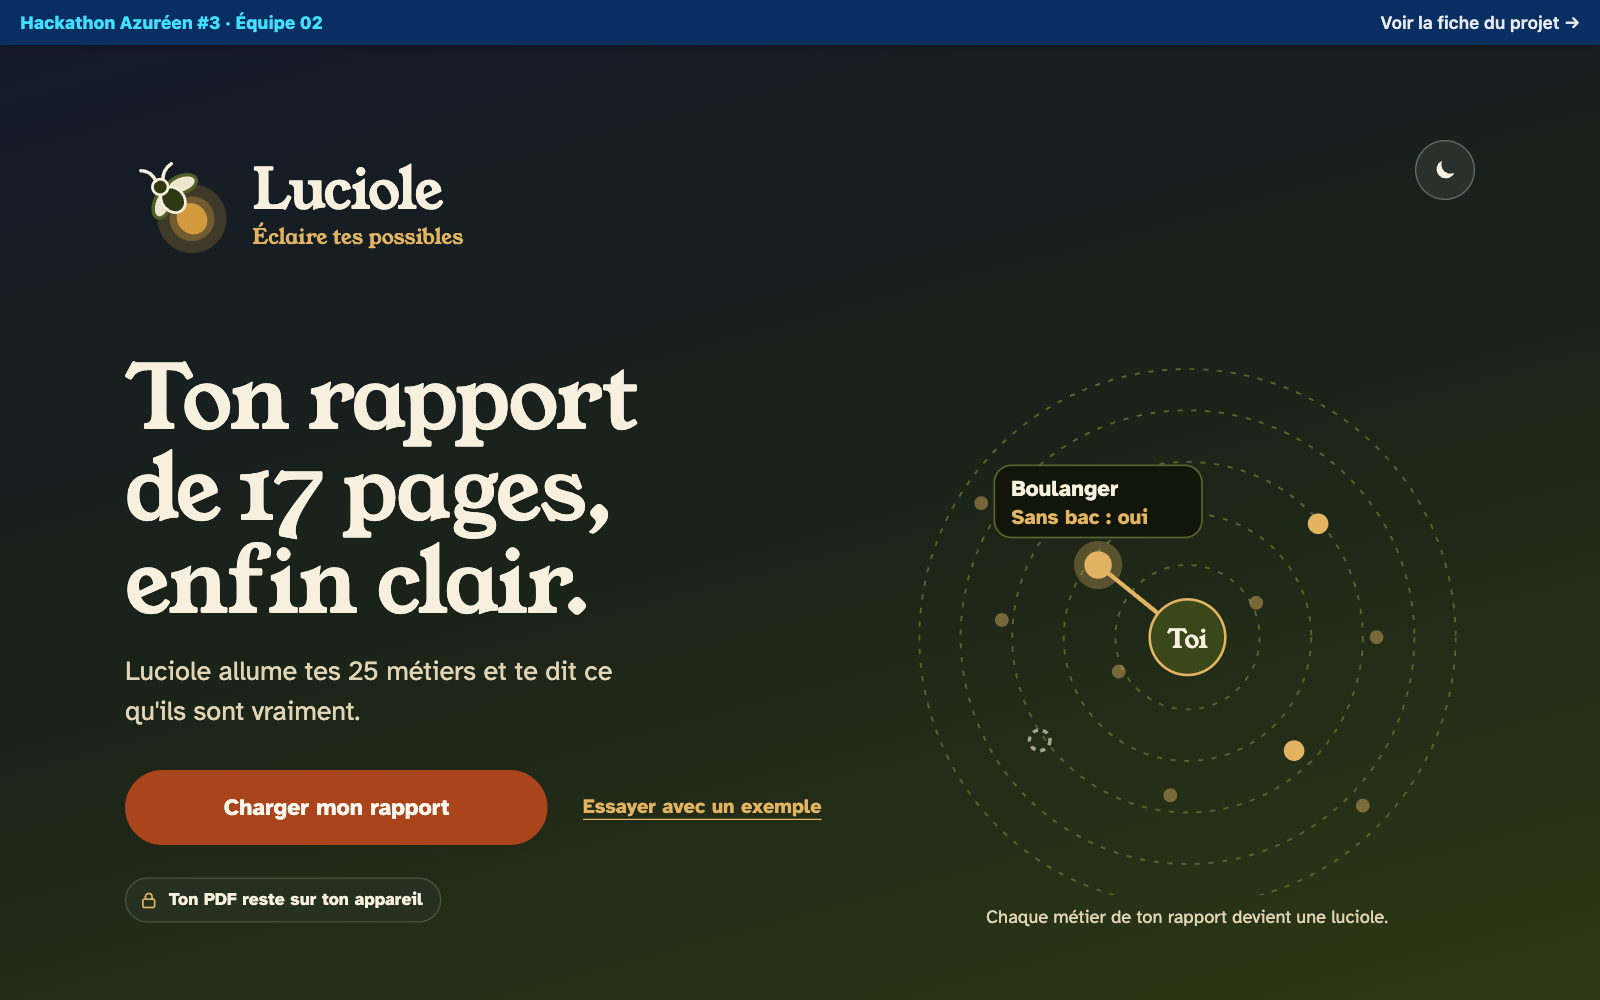 Hackathon Azuréen #3 · Équipe 02
Voir la fiche du projet →
Luciole
Éclaire tes possibles
Ton rapport
de 17 pages,
enfin clair.
Luciole allume tes 25 métiers et te dit ce
qu'ils sont vraiment.
Charger mon rapport
Essayer avec un exemple
Ton PDF reste sur ton appareil
Boulanger
Sans bac : oui
Toi
Chaque métier de ton rapport devient une luciole.